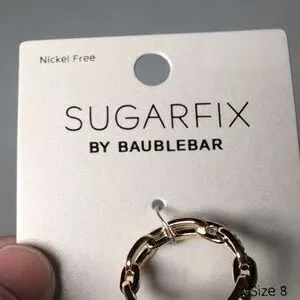 Nickel Free
SUGARFIX
BY BAUBLEBAR
Size 8